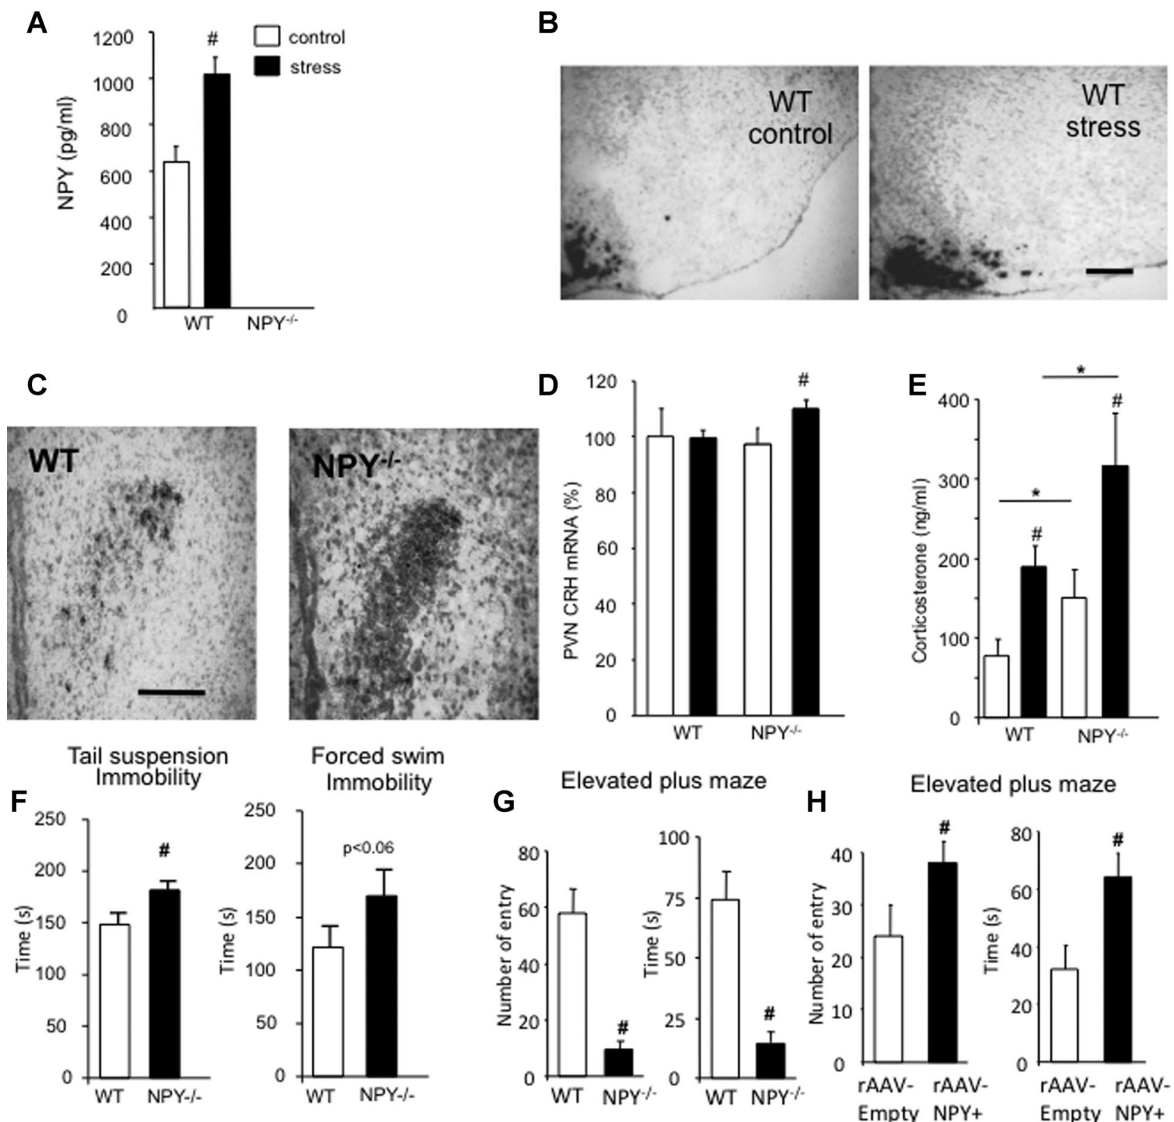 A
NPY (pg/ml)
1200
1000
800
600
400
200
0
#
control
stress
WT NPY-/-
B
WT
control
WT
stress
C
WT
NPY-/-
D
PVN CRH mRNA (%)
120
100
80
60
40
20
0
#
WT NPY-/-
E
Corticosterone (ng/ml)
400
300
200
100
0
*
#
*
#
WT NPY-/-
F
Tail suspension
Immobility
Time (s)
250
200
150
100
50
0
#
WT NPY-/-
Forced swim
Immobility
Time (s)
250
200
150
100
50
0
p<0.06
WT NPY-/-
G
Elevated plus maze
Number of entry
80
60
40
20
0
#
WT NPY-/-
Time (s)
100
75
50
25
0
#
WT NPY-/-
H
Elevated plus maze
Number of entry
40
30
20
10
0
#
rAAV- rAAV-
Empty NPY+
Time (s)
80
60
40
20
0
#
rAAV- rAAV-
Empty NPY+